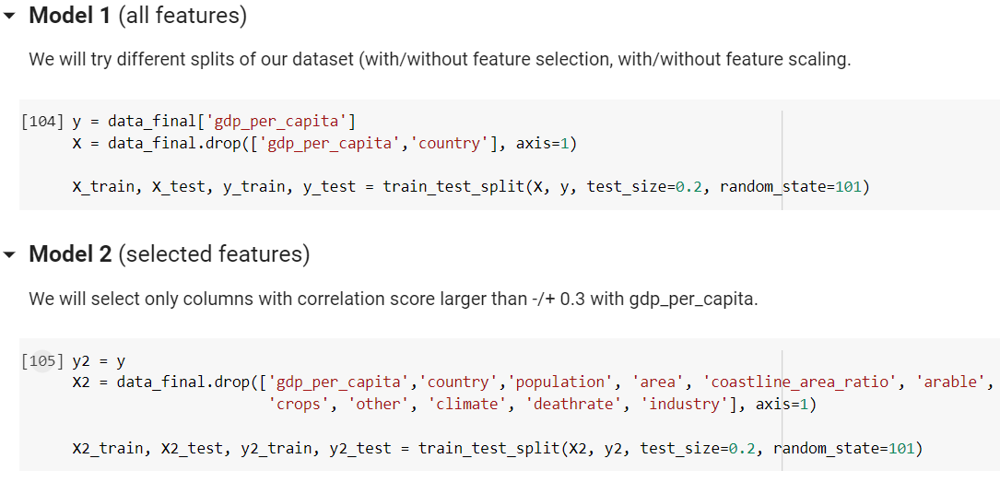 Model 1 (all features)
We will try different splits of our dataset (with/without feature selection, with/without feature scaling.
[104] y = data_final['gdp_per_capita']
X = data_final.drop(['gdp_per_capita','country'], axis=1)
X_train, X_test, y_train, y_test = train_test_split(X, y, test_size=0.2, random_state=101)
Model 2 (selected features)
We will select only columns with correlation score larger than -/+ 0.3 with gdp_per_capita.
[105] y2 = y
X2 = data_final.drop(['gdp_per_capita','country','population', 'area', 'coastline_area_ratio', 'arable',
'crops', 'other', 'climate', 'deathrate', 'industry'], axis=1)
X2_train, X2_test, y2_train, y2_test = train_test_split(X2, y2, test_size=0.2, random_state=101)